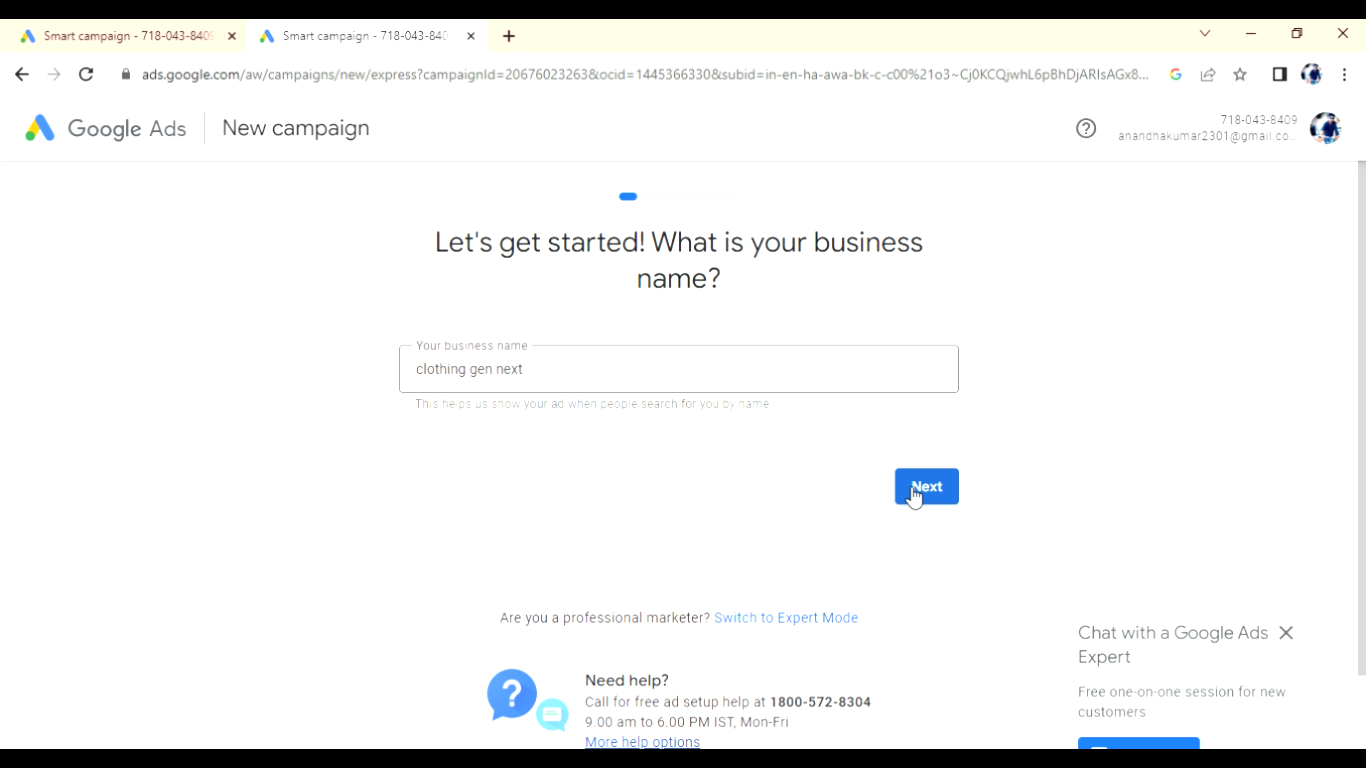 Smart campaign - 718-043-8409
Smart campaign - 718-043-840
ads.google.com/aw/campaigns/new/express?campaignId=20676023263&ocid=1445366330&subid=in-en-ha-awa-bk-c-c00%21o3~Cj0KCQjwhL6pBhDjARIsAGx8...
Google Ads
New campaign
718-043-8409
anandhakumar2301@gmail.co...
Let's get started! What is your business
name?
Your business name
clothing gen next
This helps us show your ad when people search for you by name
Next
Are you a professional marketer? Switch to Expert Mode
Need help?
Call for free ad setup help at 1800-572-8304
9.00 am to 6.00 PM IST, Mon-Fri
More help options
Chat with a Google Ads
Expert
Free one-on-one session for new
customers